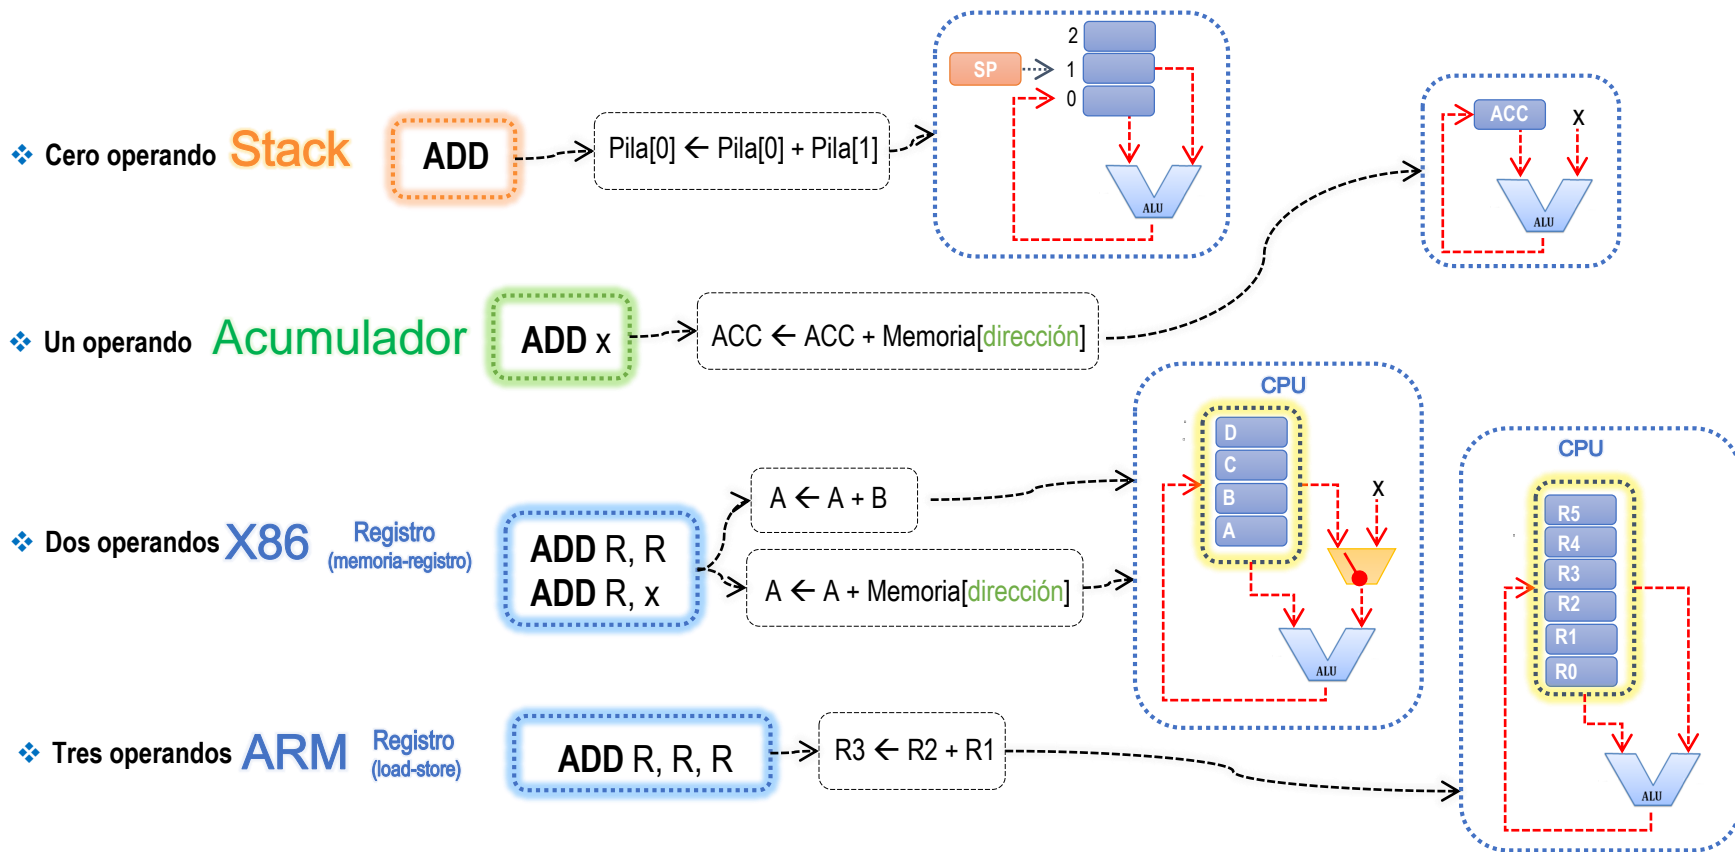 ❖ Cero operando Stack
ADD
Pila[0] ← Pila[0] + Pila[1]
SP
2
1
0
ALU
ACC
x
ALU
❖ Un operando Acumulador
ADD x
ACC ← ACC + Memoria[dirección]
❖ Dos operandos X86 Registro
(memoria-registro)
ADD R, R
ADD R, x
A ← A + B
A ← A + Memoria[dirección]
CPU
D
C
B
A
x
ALU
❖ Tres operandos ARM Registro
(load-store)
ADD R, R, R
R3 ← R2 + R1
CPU
R5
R4
R3
R2
R1
R0
ALU